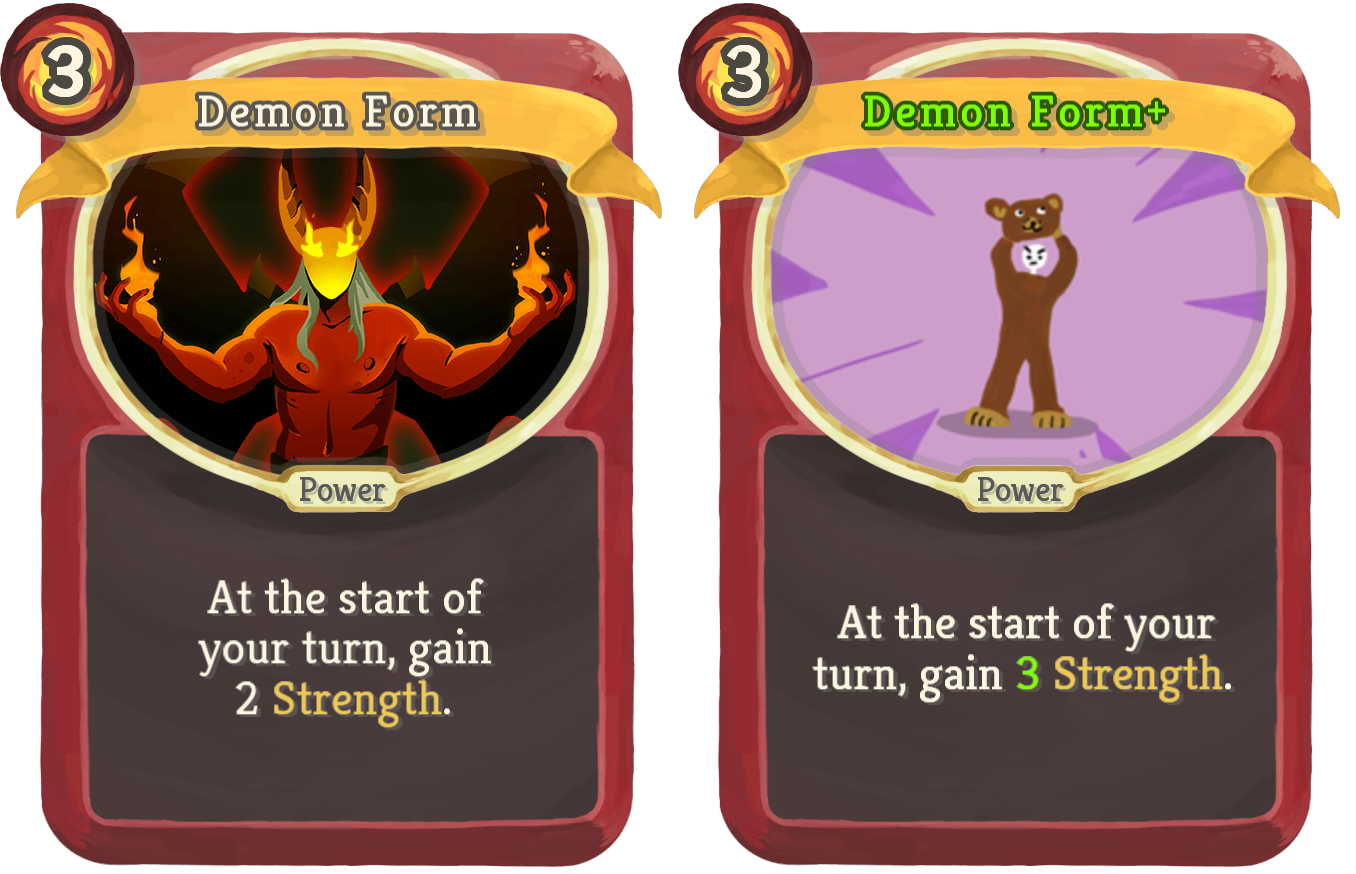 3
Demon Form
Power
At the start of
your turn, gain
2 Strength.
3
Demon Form+
Power
At the start of your
turn, gain 3 Strength.